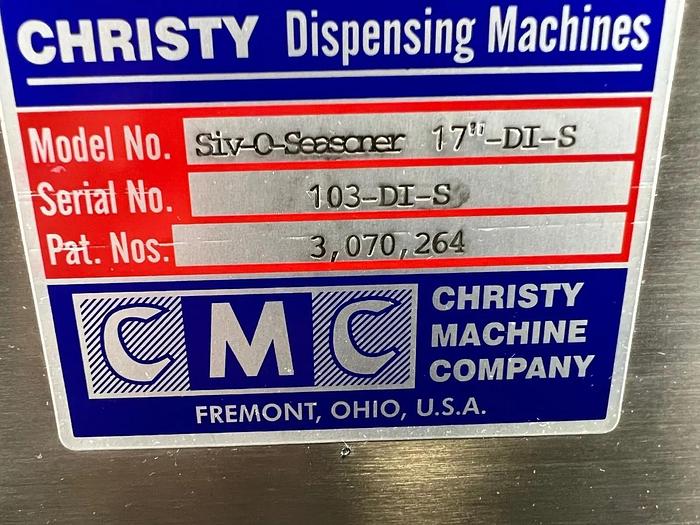 CHRISTY Dispensing Machines
Model No. Siv-O-Seasoner 17"-DI-S
Serial No. 103-DI-S
Pat. Nos. 3,070,264
CMC
CHRISTY
MACHINE
COMPANY
FREMONT, OHIO, U.S.A.